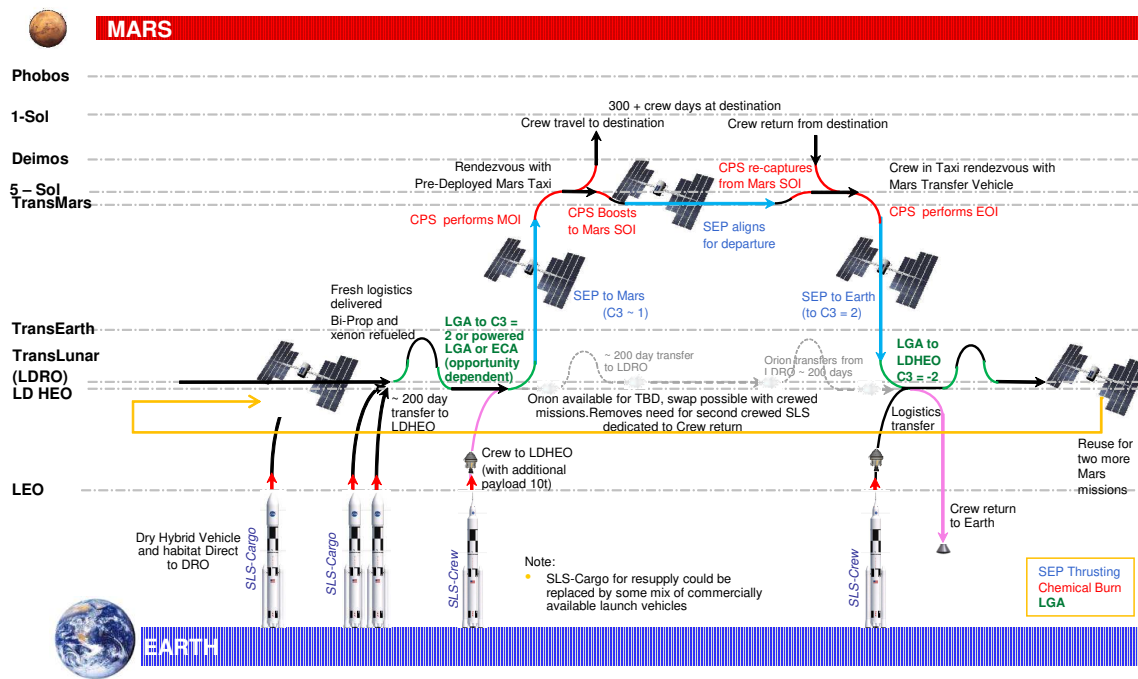 MARS
Phobos
1-Sol
Deimos
5 – Sol
TransMars
TransEarth
TransLunar
(LDRO)
LD HEO
LEO
300 + crew days at destination
Crew travel to destination
Crew return from destination
Rendezvous with
Pre-Deployed Mars Taxi
CPS re-captures
from Mars SOI
Crew in Taxi rendezvous with
Mars Transfer Vehicle
CPS performs MOI
CPS Boosts
to Mars SOI
SEP aligns
for departure
CPS performs EOI
Fresh logistics
delivered
Bi-Prop and
xenon refueled
SEP to Mars
(C3 ~ 1)
SEP to Earth
(to C3 = 2)
LGA to C3 =
2 or powered
LGA or ECA
(opportunity
dependent)
~ 200 day transfer
to LDRO
Orion transfers from
LDRO ~ 200 days
LGA to
LDHEO
C3 = -2
~ 200 day
transfer to
LDHEO
Orion available for TBD, swap possible with crewed
missions.Removes need for second crewed SLS
dedicated to Crew return
Logistics
transfer
Crew to LDHEO
(with additional
payload 10t)
Reuse for
two more
Mars
missions
Crew return
to Earth
Dry Hybrid Vehicle
and habitat Direct
to DRO
SLS-Cargo
SLS-Cargo
SLS-Crew
SLS-Crew
Note:
• SLS-Cargo for resupply could be
replaced by some mix of commercially
available launch vehicles
SEP Thrusting
Chemical Burn
LGA
EARTH